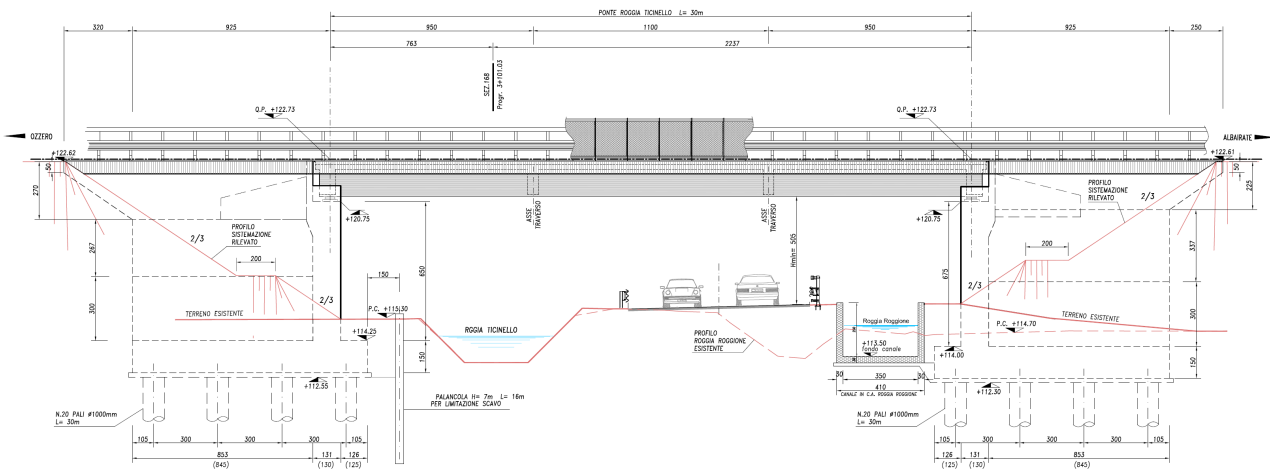 PONTE ROGGIA TICINELLO  L= 30m
320
925
950
1100
950
925
250
763
2237
SEZ.168
Progr. 3+101.03
Q.P. +122.73
Q.P. +122.73
OZZERO
ALBAIRATE
+122.62
+122.61
50
270
50
225
+120.75
+120.75
ASSE
TRAVERSO
ASSE
TRAVERSO
PROFILO
SISTEMAZIONE
RILEVATO
2/3
PROFILO
SISTEMAZIONE
RILEVATO
2/3
267
200
200
337
Hmin= 505
650
675
150
300
2/3
2/3
300
TERRENO ESISTENTE
P.C. +115.30
+114.25
RGGIA TICINELLO
PROFILO
ROGGIA ROGGIONE
ESISTENTE
Roggia Roggione
+113.50
fondo canale
TERRENO ESISTENTE
P.C. +114.70
+114.00
150
150
+112.55
+112.30
30
350
30
410
CANALE IN C.A. ROGGIA ROGGIONE
PALANCOLA H= 7m  L= 16m
PER LIMITAZIONE SCAVO
N.20 PALI ø1000mm
L= 30m
N.20 PALI ø1000mm
L= 30m
105
300
300
300
105
105
300
300
300
105
853
131
126
126
131
853
(845)
(130)
(125)
(125)
(130)
(845)